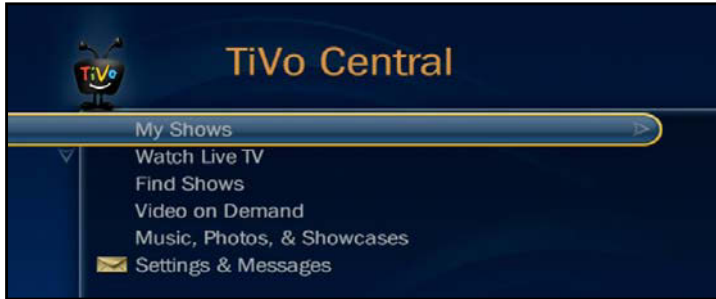 TiVo Central
TiVo
My Shows
Watch Live TV
Find Shows
Video on Demand
Music, Photos, & Showcases
Settings & Messages